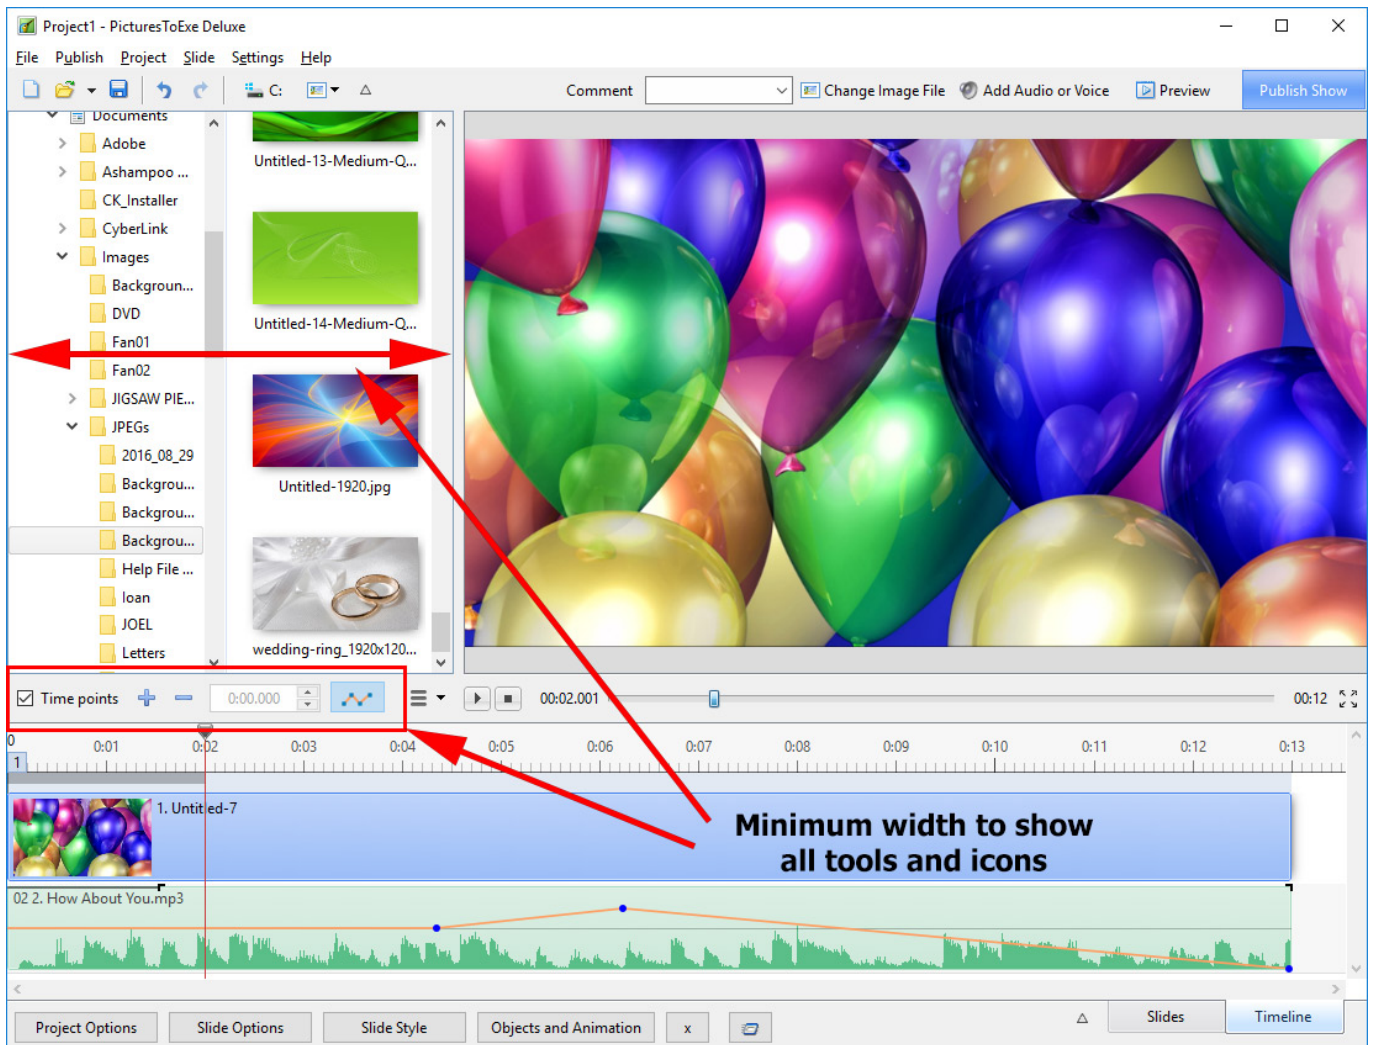 Project1 - PicturesToExe Deluxe
File Publish Project Slide Settings Help
C: Comment Change Image File Add Audio or Voice Preview Publish Show
Documents
Adobe
Ashampoo ...
CK_Installer
CyberLink
Images
Backgroun...
DVD
Fan01
Fan02
JIGSAW PIE...
JPEGs
2016_08_29
Backgrou...
Backgrou...
Backgrou...
Help File ...
loan
JOEL
Letters
Untitled-13-Medium-Q...
Untitled-14-Medium-Q...
Untitled-1920.jpg
wedding-ring_1920x120...
Time points 0:00.000 00:02.001 00:12
0 0:01 0:02 0:03 0:04 0:05 0:06 0:07 0:08 0:09 0:10 0:11 0:12 0:13
1
1. Untitled-7
Minimum width to show
all tools and icons
02 2. How About You.mp3
Project Options Slide Options Slide Style Objects and Animation x Slides Timeline